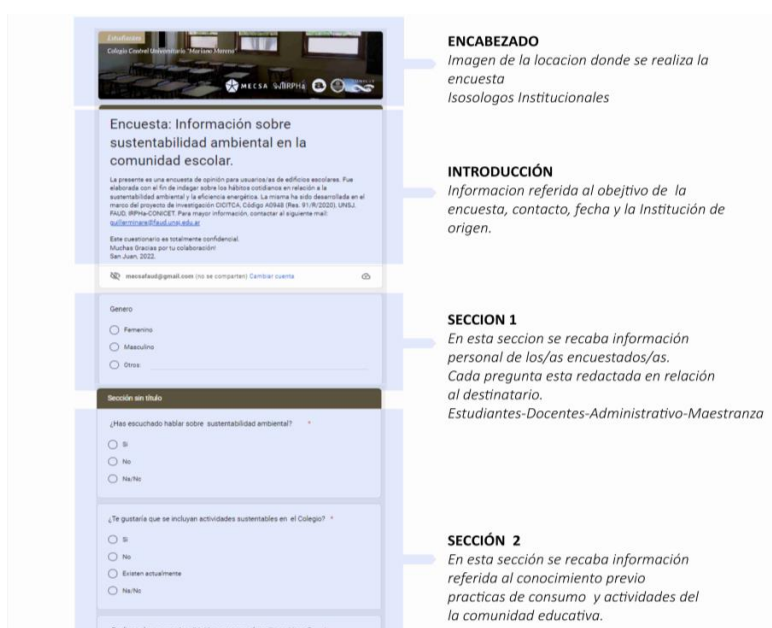 Estudiantes
Colegio Central Universitario "Mariano Moreno"
MECSA
ENCABEZADO
Imagen de la locacion donde se realiza la
encuesta
Isosologos Institucionales
Encuesta: Información sobre
sustentabilidad ambiental en la
comunidad escolar.
La presente es una encuesta de opinión para usuarios/as de edificios escolares. Fue
elaborada con el fin de indagar sobre los hábitos cotidianos en relación a la
sustentabilidad ambiental y la eficiencia energética. La misma ha sido desarrollada en el
marco del proyecto de investigación CICITCA, Código A0948 (Res. 91/R/2020). UNSJ.
FAUD. IRPHa-CONICET. Para mayor información, contactar al siguiente mail:
guillerminare@faud.unsj.edu.ar
Este cuestionario es totalmente confidencial.
Muchas Gracias por tu colaboración!
San Juan, 2022.
mecsafaud@gmail.com (no se comparten) Cambiar cuenta
INTRODUCCIÓN
Informacion referida al obejtivo de la
encuesta, contacto, fecha y la Institución de
origen.
Genero
Femenino
Masculino
Otros:
SECCION 1
En esta seccion se recaba información
personal de los/as encuestados/as.
Cada pregunta esta redactada en relación
al destinatario.
Estudiantes-Docentes-Administrativo-Maestranza
Sección sin título
¿Has escuchado hablar sobre sustentabilidad ambiental? *
Si
No
Ns/Nc
¿Te gustaría que se incluyan actividades sustentables en el Colegio? *
Si
No
Existen actualmente
Ns/Nc
SECCIÓN 2
En esta sección se recaba información
referida al conocimiento previo
practicas de consumo y actividades del
la comunidad educativa.